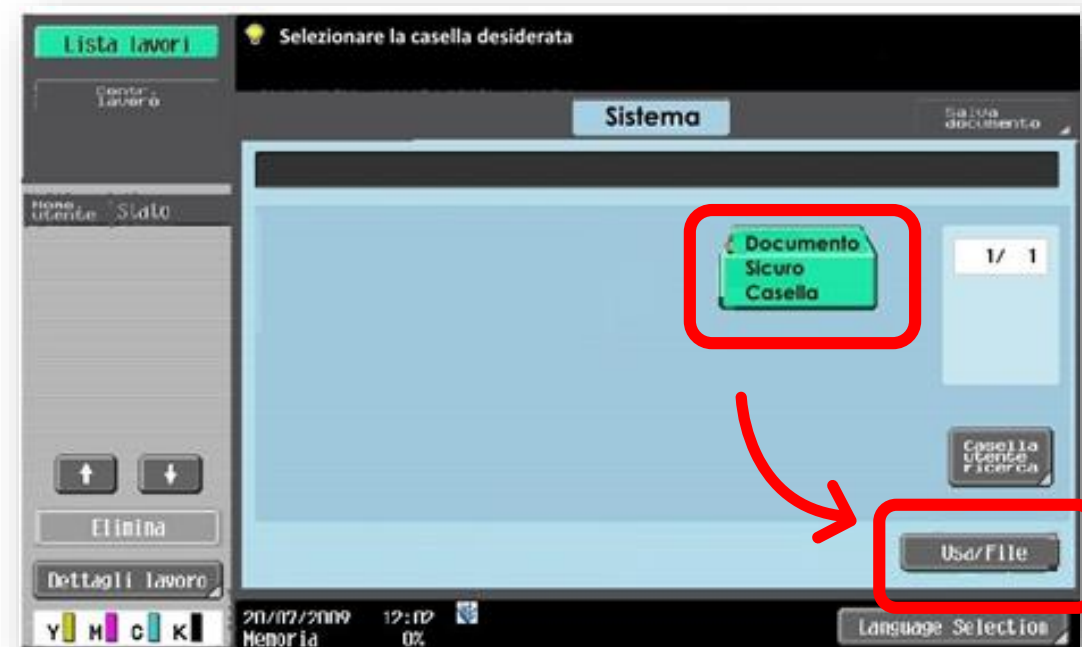 Lista lavori
Selezionare la casella desiderata
Contr.
lavoro
Sistema
Salva
documento
Nome
utente Stato
Documento
Sicuro
Casella
1/ 1
Casella
utente
ricerca
Elimina
Usa/File
Dettagli lavoro
Y M C K
20/07/2009 12:02
Memoria 0%
Language Selection